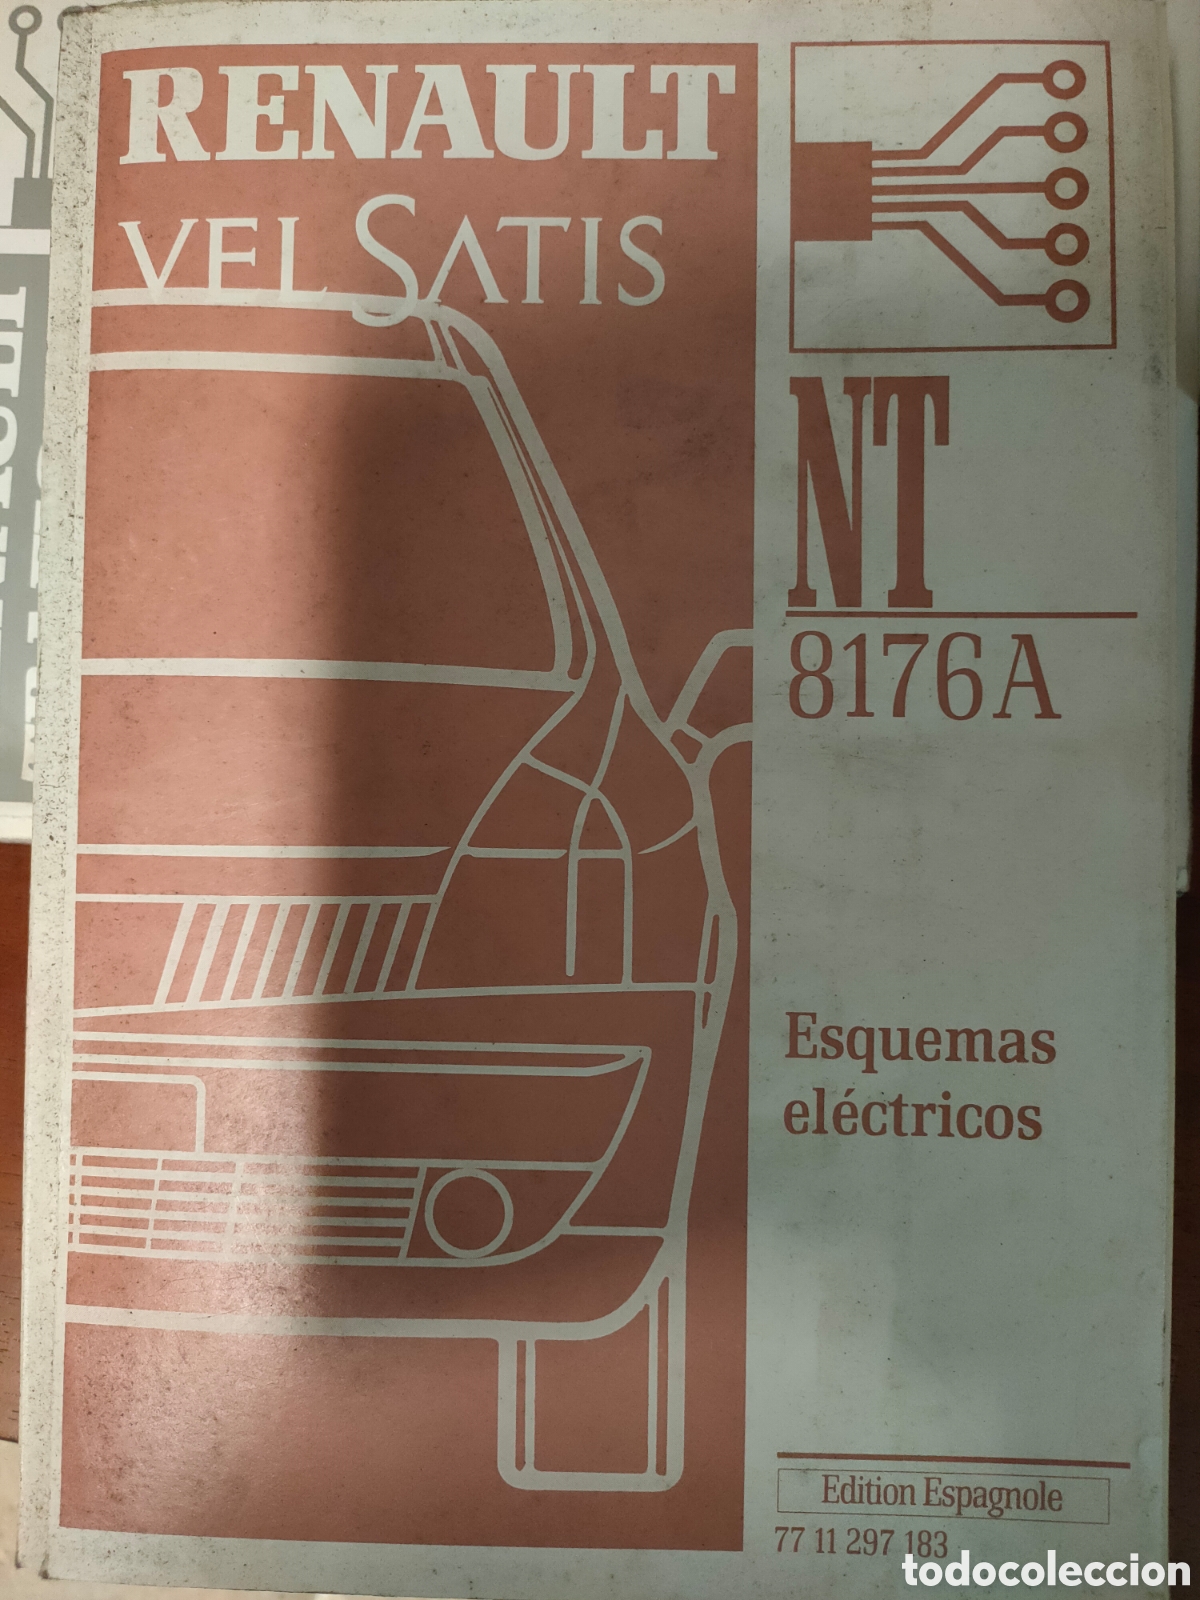 RENAULT
VEL SATIS
NT
8176A
Esquemas
eléctricos
Edition Espagnole
77 11 297 183
todocoleccion